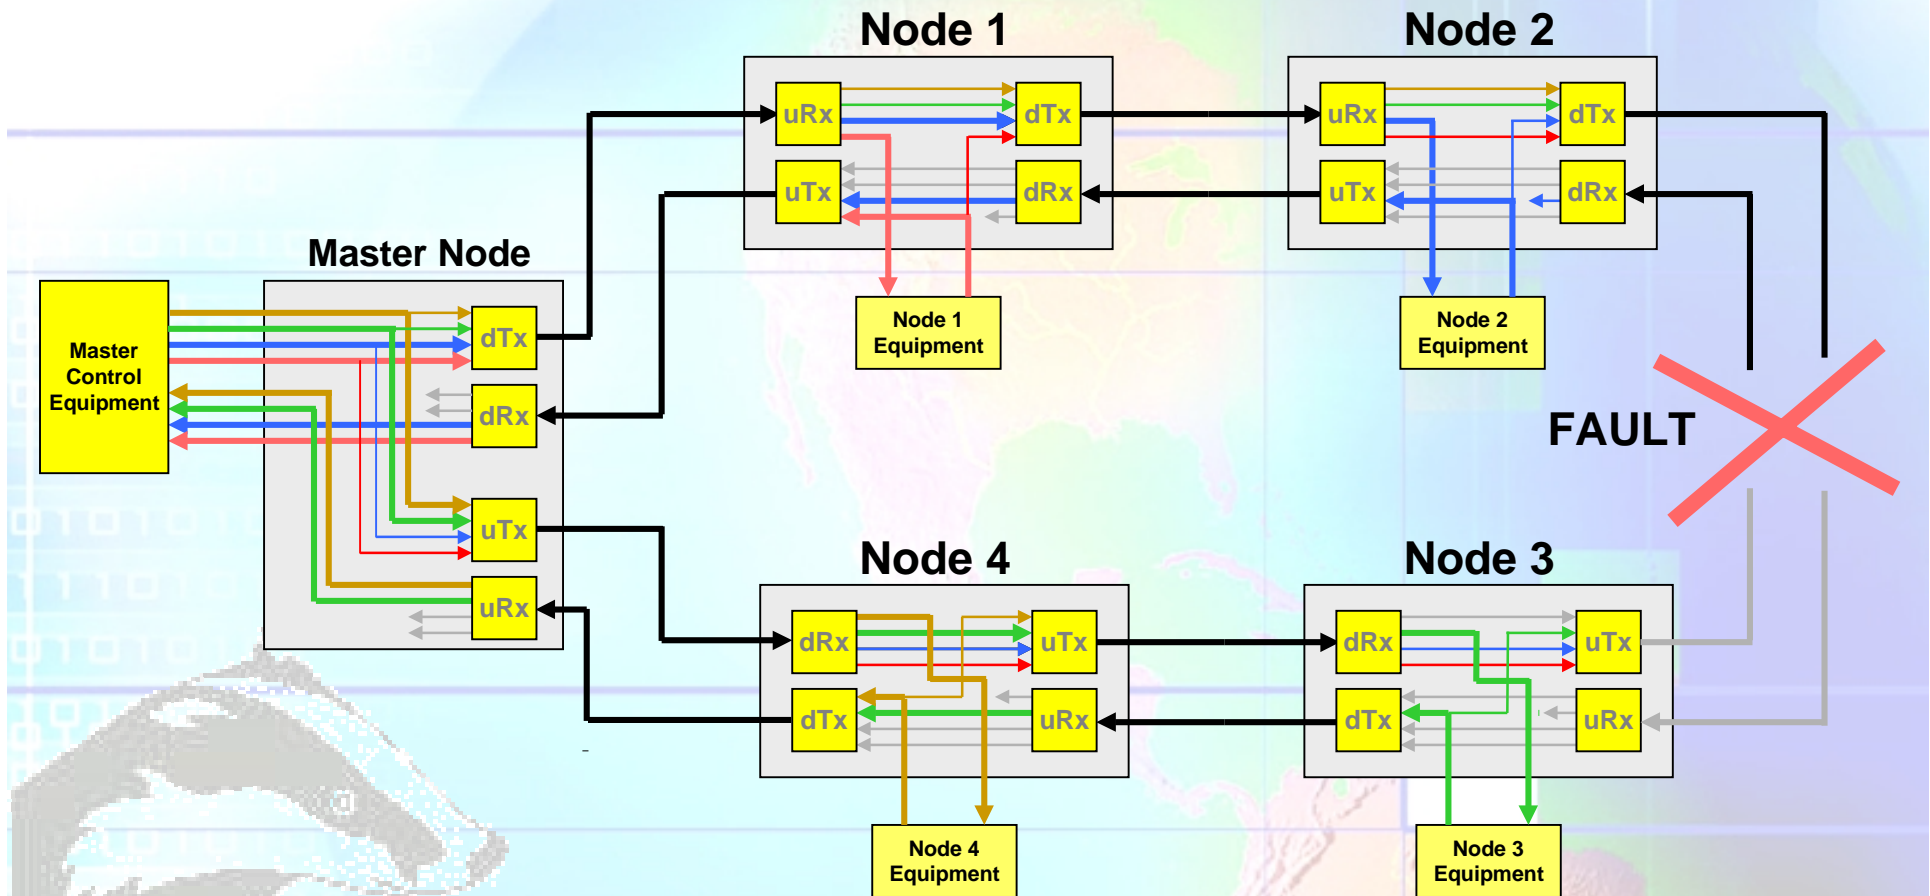 Node 1
Node 2
uRx
dTx
uRx
dTx
uTx
dRx
uTx
dRx
Master Node
Node 1
Equipment
Node 2
Equipment
Master
Control
Equipment
dTx
dRx
FAULT
uTx
uRx
Node 4
Node 3
dRx
uTx
dRx
uTx
dTx
uRx
dTx
uRx
Node 4
Equipment
Node 3
Equipment